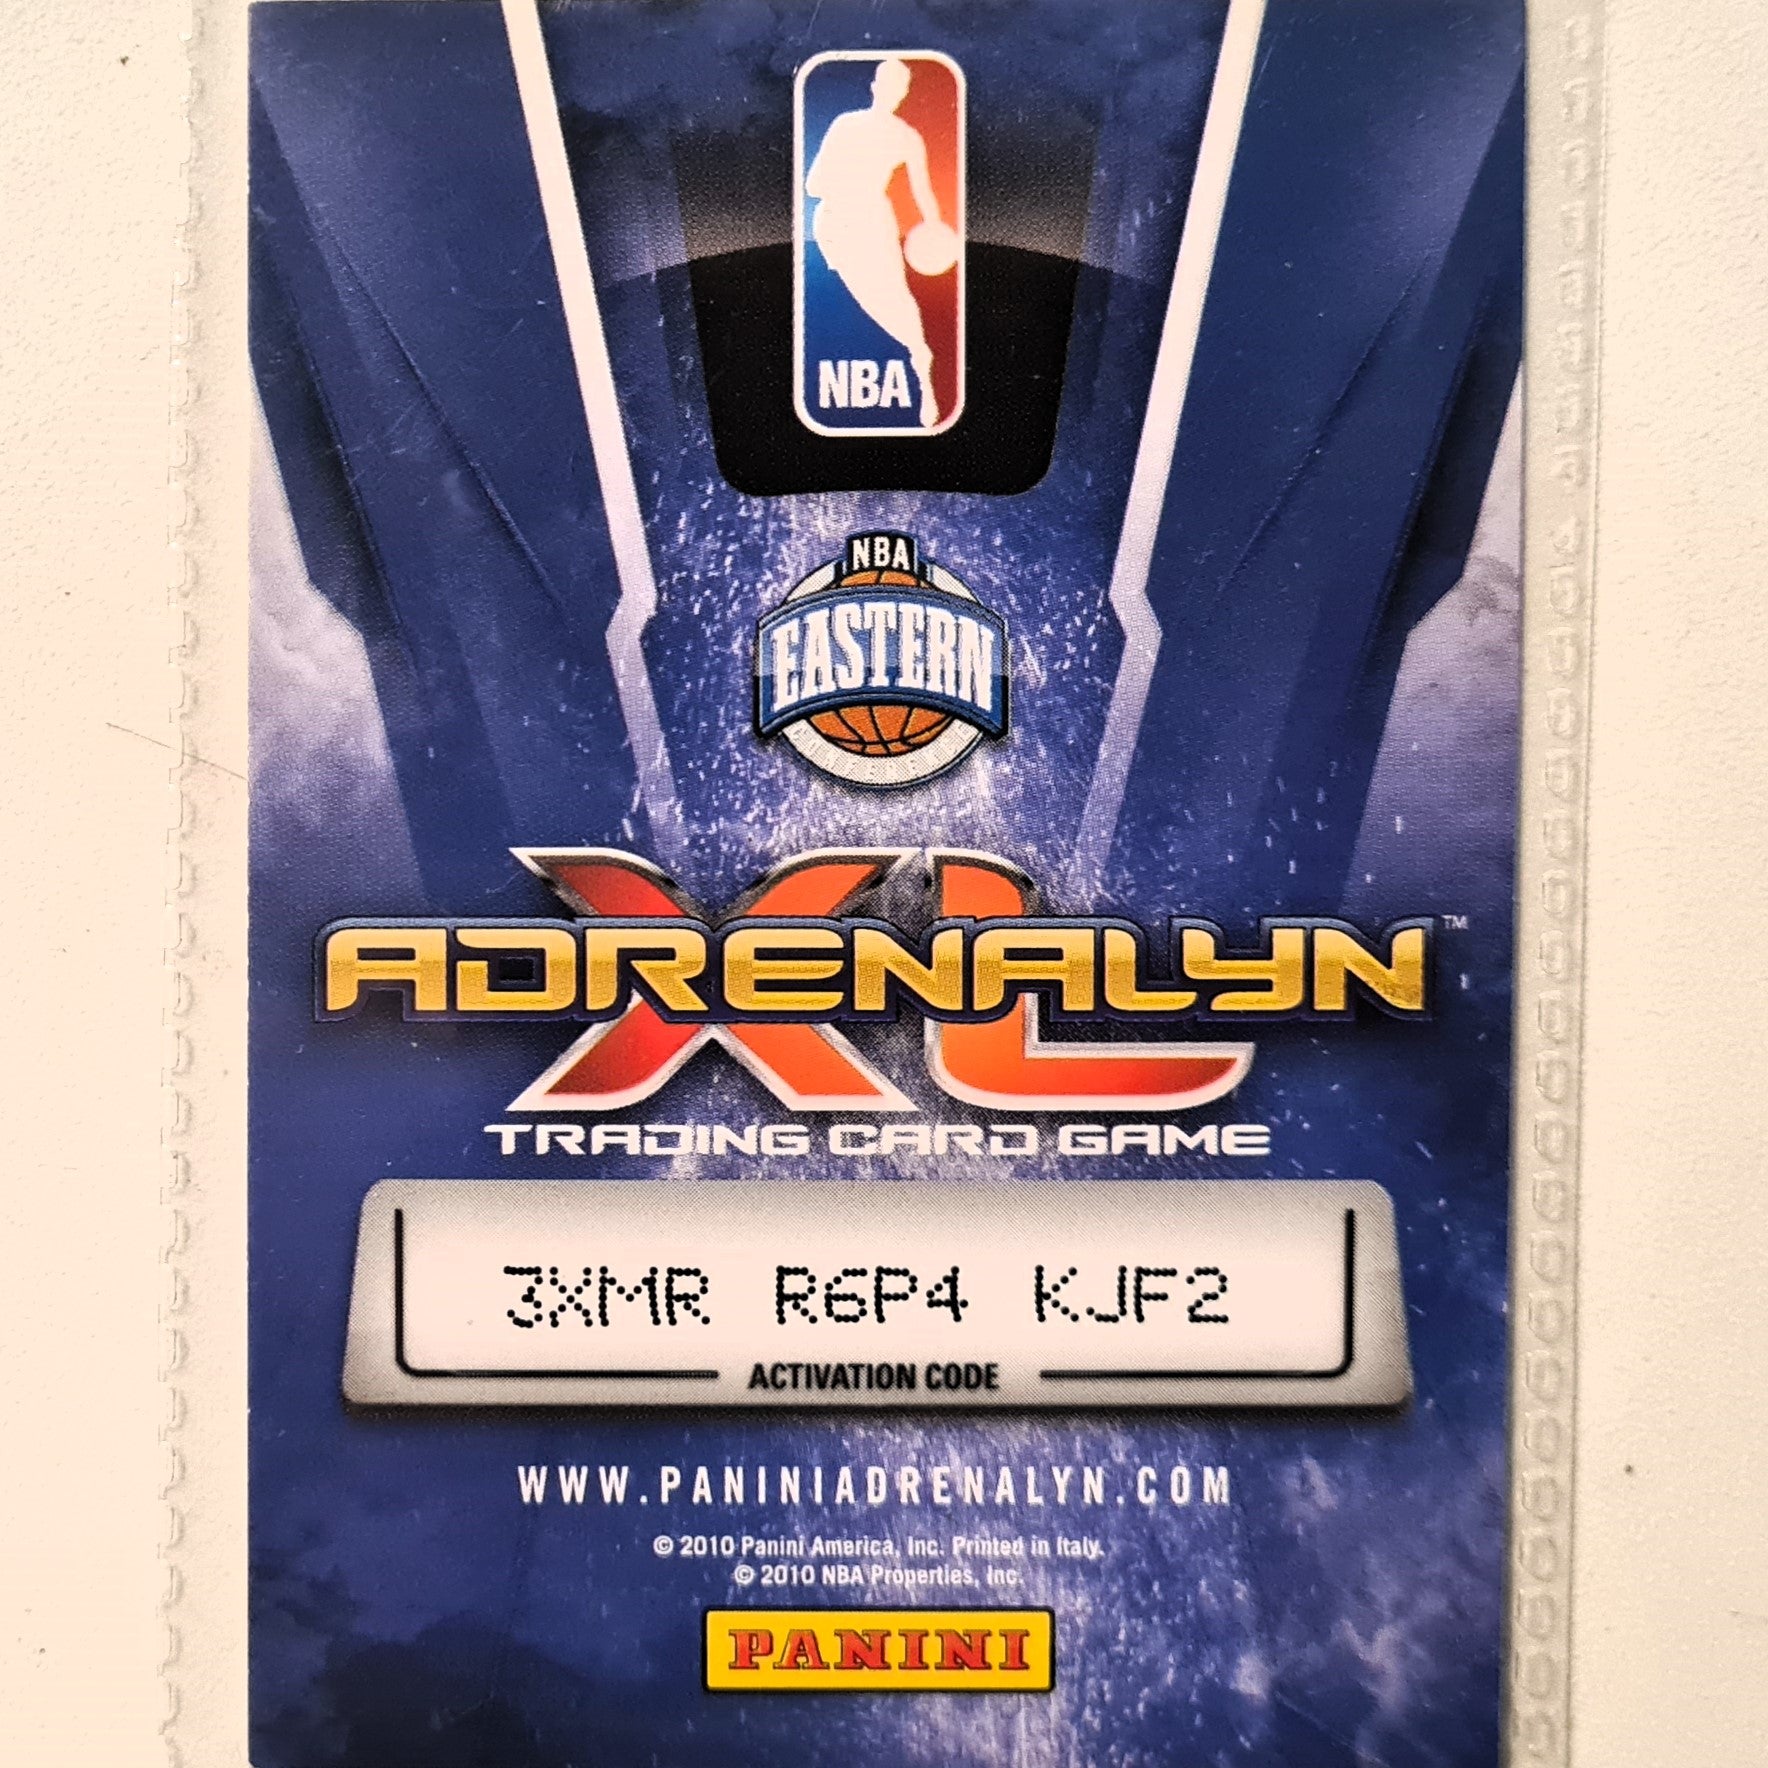 NBA
NBA
EASTERN
XL
ADRENALYN TM
TRADING CARD GAME
3XMR R6P4 KJF2
ACTIVATION CODE
WWW.PANINIADRENALYN.COM
© 2010 Panini America, Inc. Printed in Italy.
© 2010 NBA Properties, Inc.
PANINI